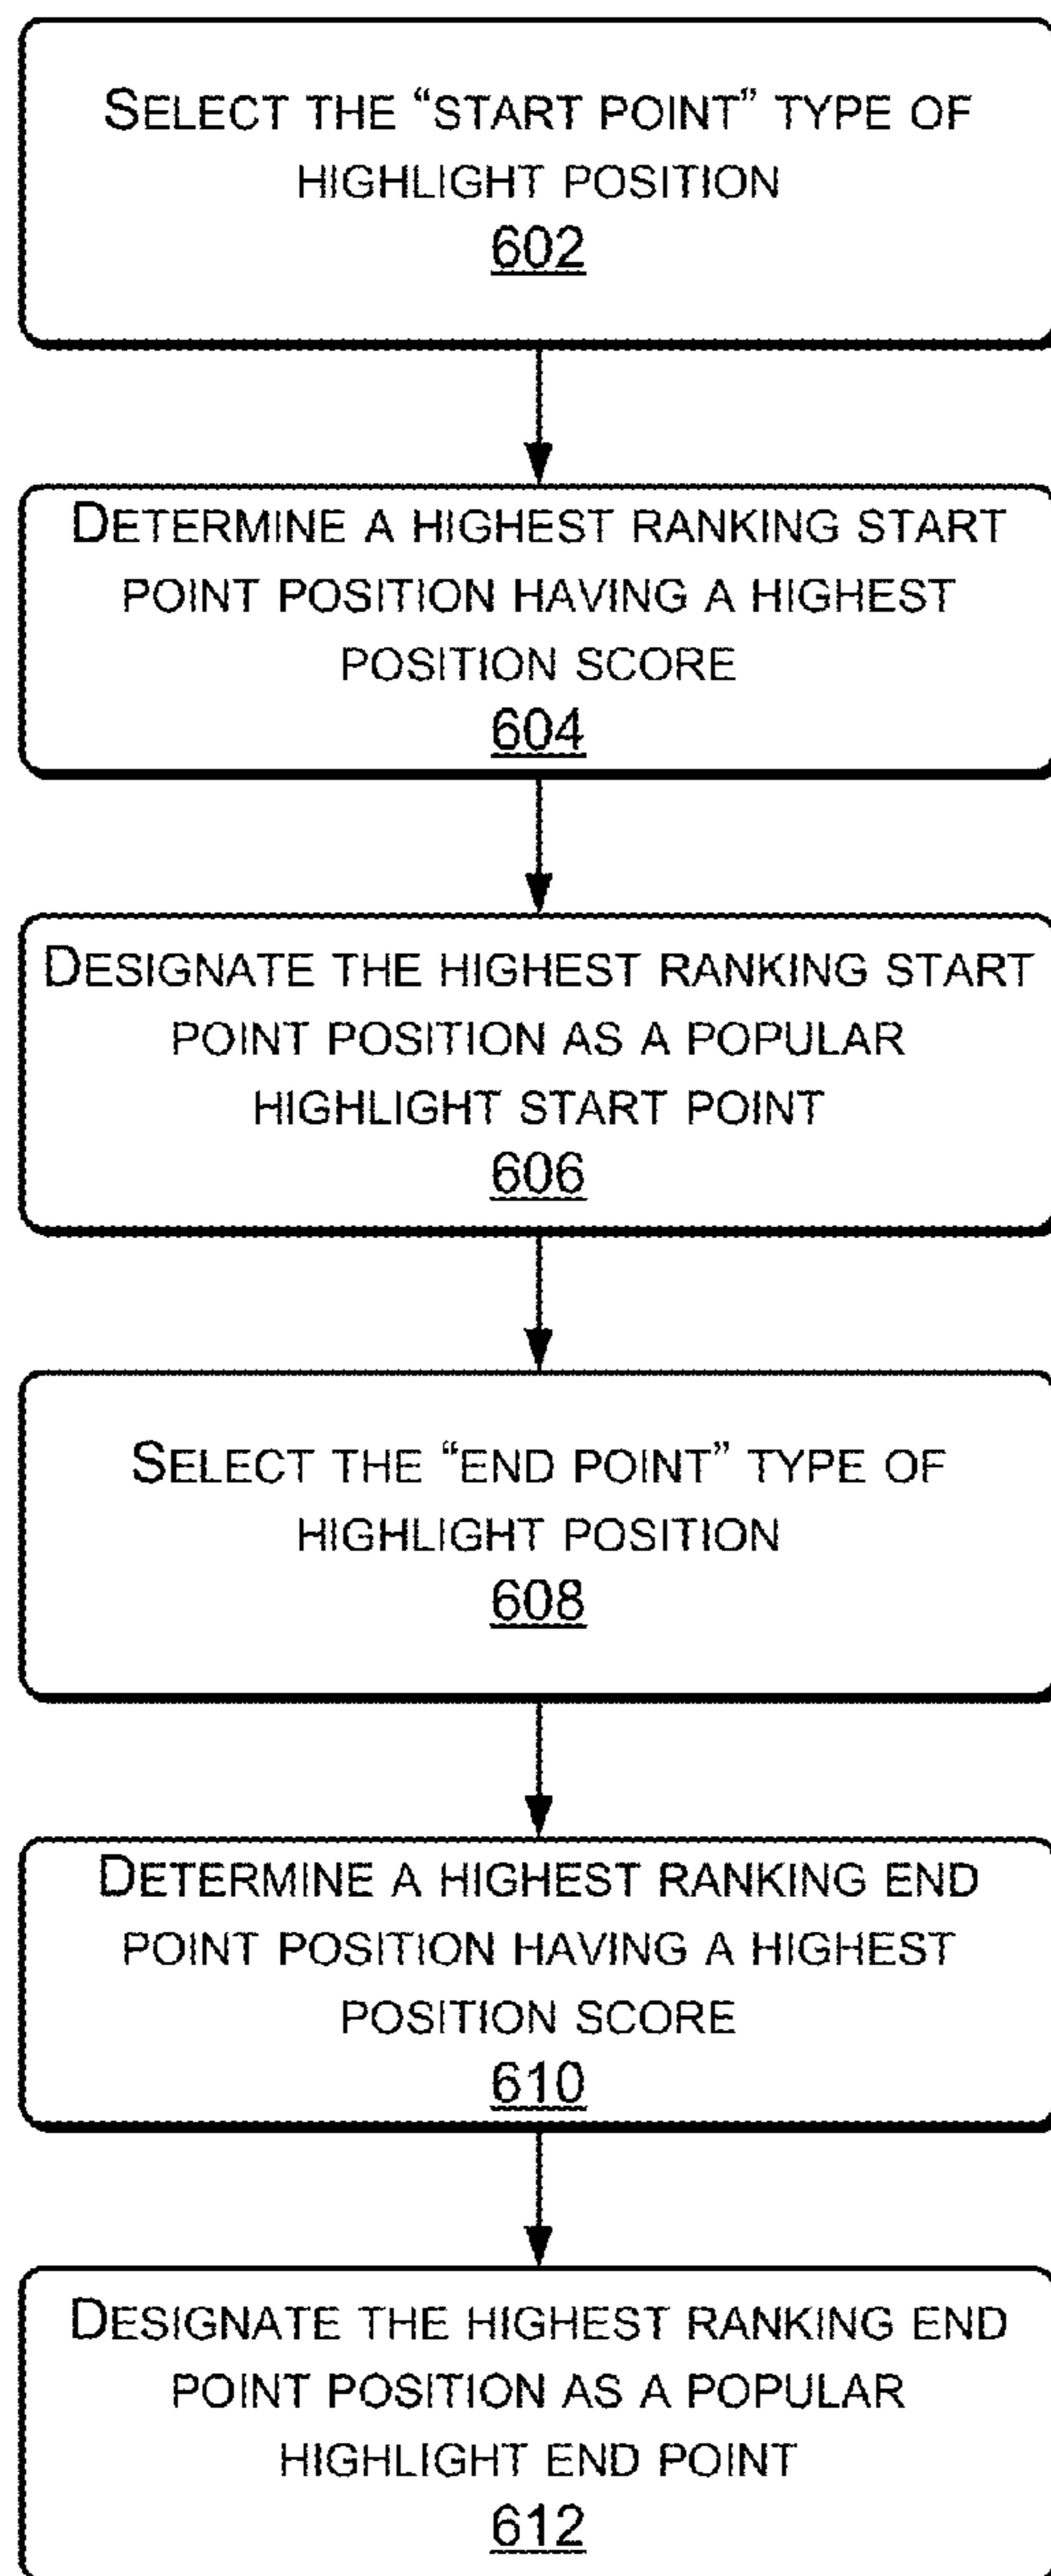 SELECT THE “START POINT” TYPE OF
HIGHLIGHT POSITION
602
DETERMINE A HIGHEST RANKING START
POINT POSITION HAVING A HIGHEST
POSITION SCORE
604
DESIGNATE THE HIGHEST RANKING START
POINT POSITION AS A POPULAR
HIGHLIGHT START POINT
606
SELECT THE “END POINT” TYPE OF
HIGHLIGHT POSITION
608
DETERMINE A HIGHEST RANKING END
POINT POSITION HAVING A HIGHEST
POSITION SCORE
610
DESIGNATE THE HIGHEST RANKING END
POINT POSITION AS A POPULAR
HIGHLIGHT END POINT
612